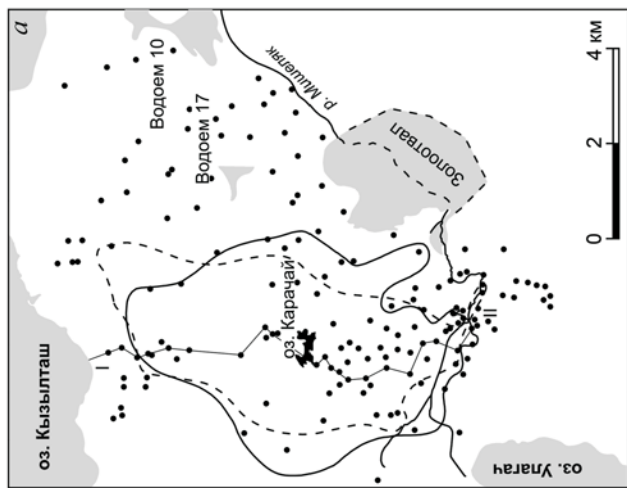 а
оз. Кызылташ
Водоем 10
Водоем 17
р. Мишеляк
Золоотвал
оз. Карачай
I
II
оз. Улагач
0 2 4 км